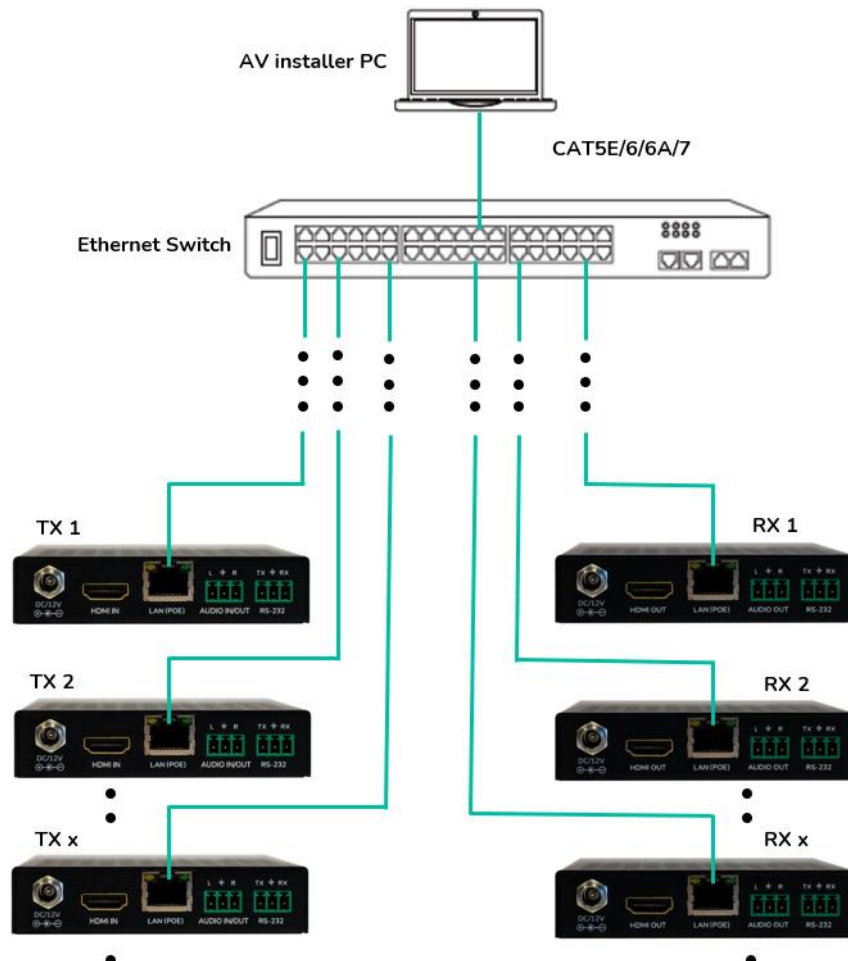 AV installer PC
CAT5E/6/6A/7
Ethernet Switch
TX 1
RX 1
L R TX RX
DC/12V HDMI IN LAN (POE) AUDIO IN/OUT RS-232
L R TX RX
DC/12V HDMI OUT LAN (POE) AUDIO OUT RS-232
TX 2
RX 2
L R TX RX
DC/12V HDMI IN LAN (POE) AUDIO IN/OUT RS-232
L R TX RX
DC/12V HDMI OUT LAN (POE) AUDIO OUT RS-232
TX x
RX x
L R TX RX
DC/12V HDMI IN LAN (POE) AUDIO IN/OUT RS-232
L R TX RX
DC/12V HDMI OUT LAN (POE) AUDIO OUT RS-232